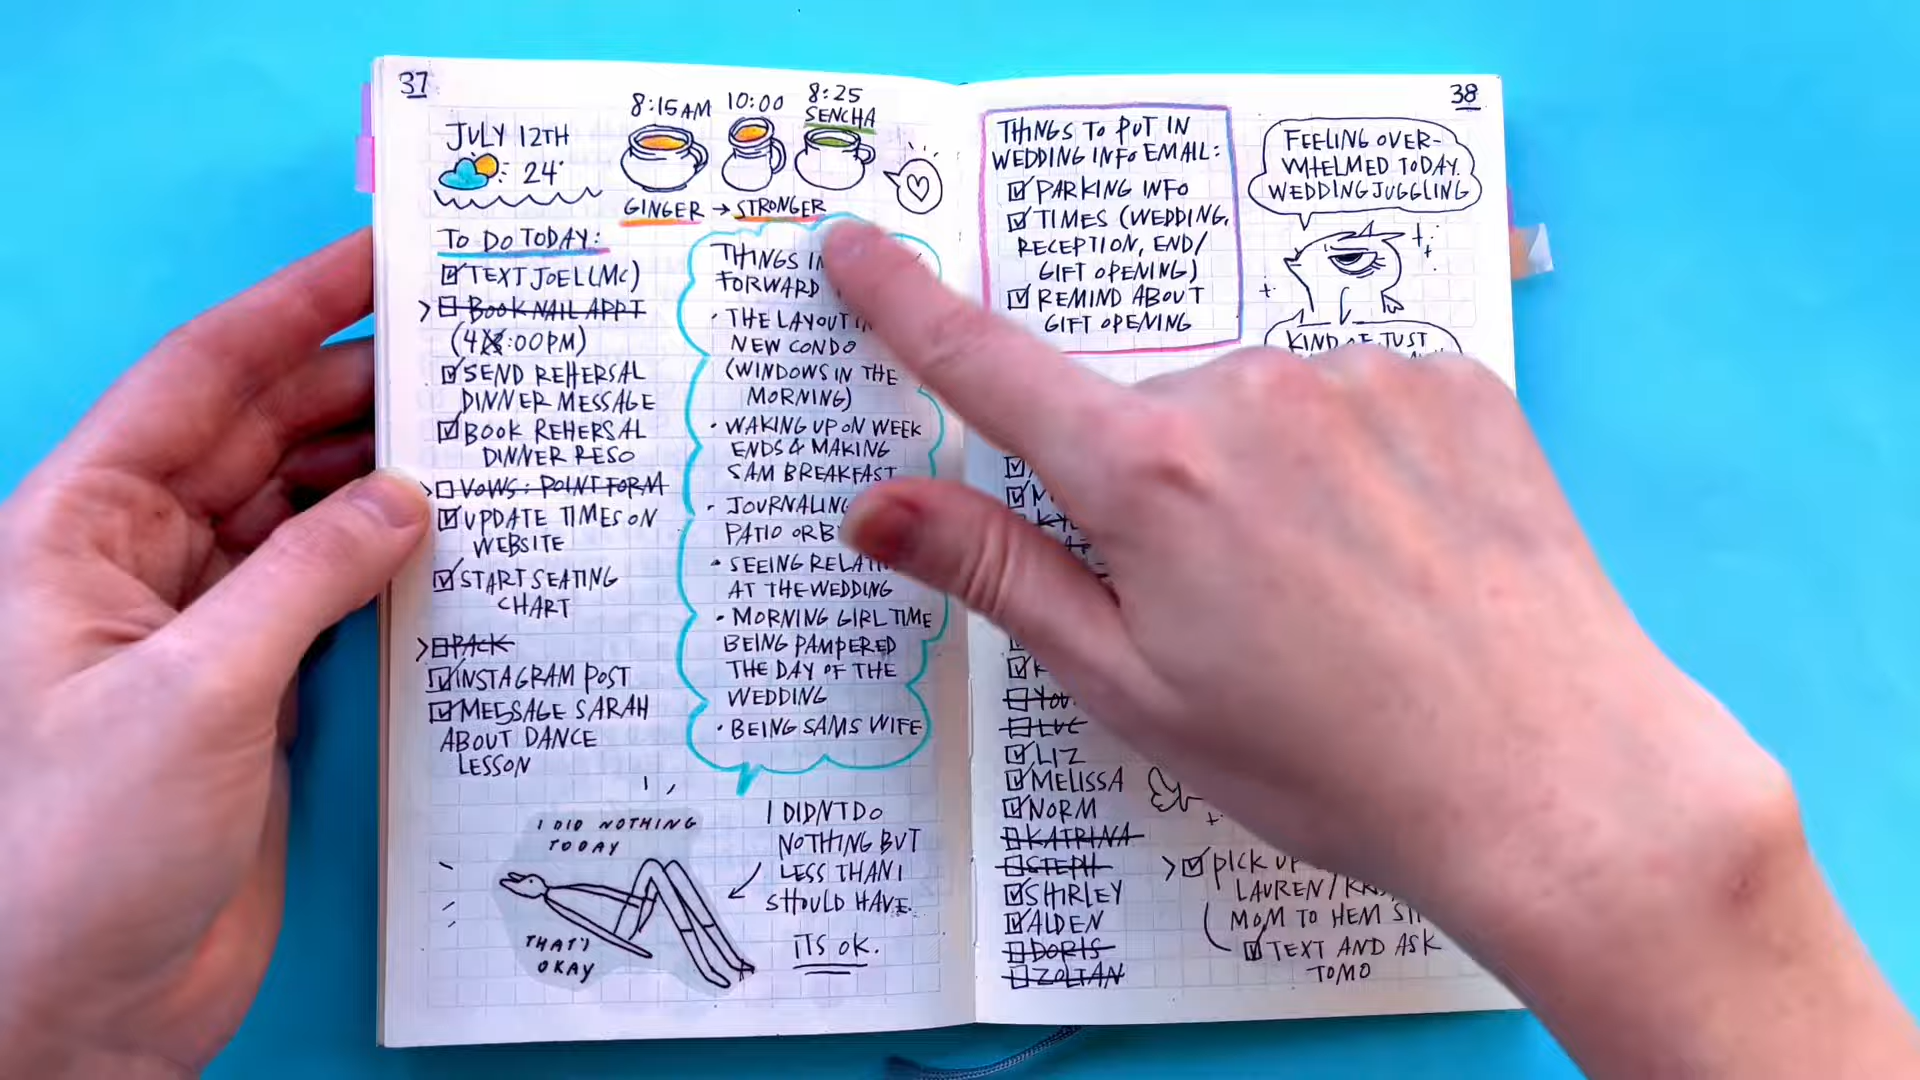 37
JULY 12TH
24°
8:15AM
10:00
8:25
SENCHA
GINGER → STRONGER
TO DO TODAY:
TEXT JOEL (MC)
> BOOK NAIL APPT
(4:00PM)
SEND REHERSAL
DINNER MESSAGE
BOOK REHERSAL
DINNER RESO
> VOWS: POINT FORM
UPDATE TIMES ON
WEBSITE
START SEATING
CHART
> PACK
INSTAGRAM POST
MESSAGE SARAH
ABOUT DANCE
LESSON
THINGS
FORWARD
• THE LAYOUT
NEW CONDO
(WINDOWS IN THE
MORNING)
• WAKING UP ON WEEK
ENDS & MAKING
SAM BREAKFAST
• JOURNALING
PATIO OR
• SEEING
AT THE WEDDING
• MORNING GIRL TIME
BEING PAMPERED
THE DAY OF THE
WEDDING
• BEING SAMS WIFE
I DID NOTHING
TODAY
THAT'S
OKAY
I DIDNT DO
NOTHING BUT
LESS THAN I
SHOULD HAVE.
ITS OK.
38
THINGS TO PUT IN
WEDDING INFO EMAIL:
PARKING INFO
TIMES (WEDDING,
RECEPTION, END/
GIFT OPENING)
REMIND ABOUT
GIFT OPENING
FEELING OVER-
WHELMED TODAY.
WEDDING JUGGLING
KIND OF JUST
LUC
LIZ
MELISSA
NORM
KATRINA
STEPH
SHIRLEY
ALDEN
DORIS
ZOLTAN
> PICK UP
LAUREN /
MOM TO HEM
TEXT AND ASK
TOMO